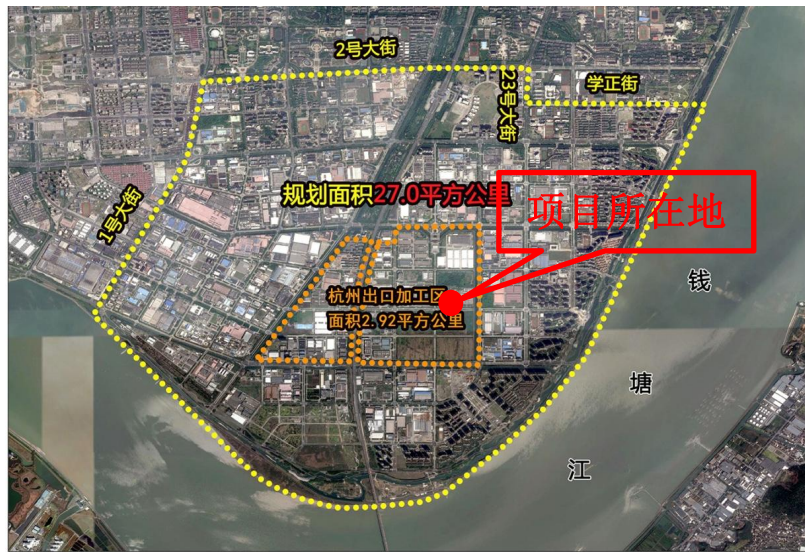 2号大街
23号大街
学正街
1号大街
规划面积27.0平方公里
项目所在地
杭州出口加工区
面积2.92平方公里
钱
塘
江